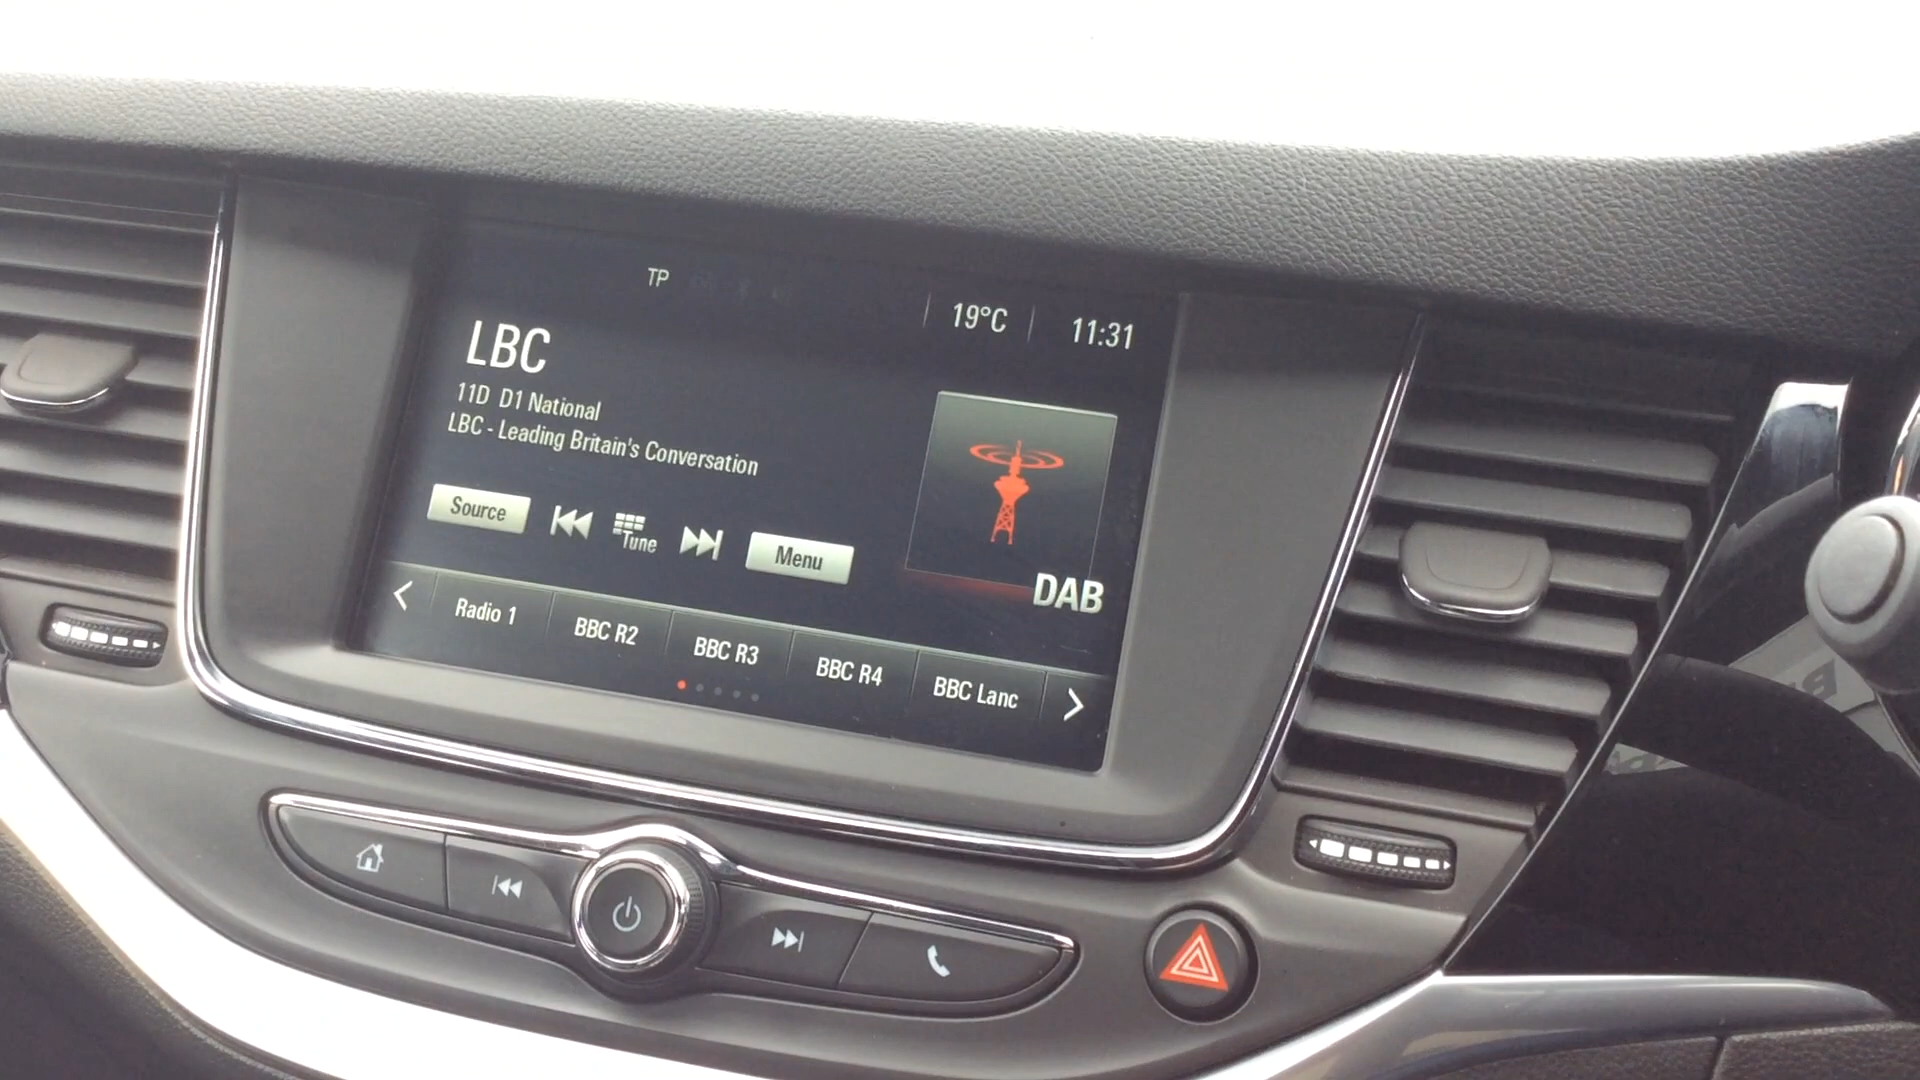 TP
19°C
11:31
LBC
11D D1 National
LBC - Leading Britain's Conversation
Source
Tune
Menu
DAB
Radio 1
BBC R2
BBC R3
BBC R4
BBC Lanc